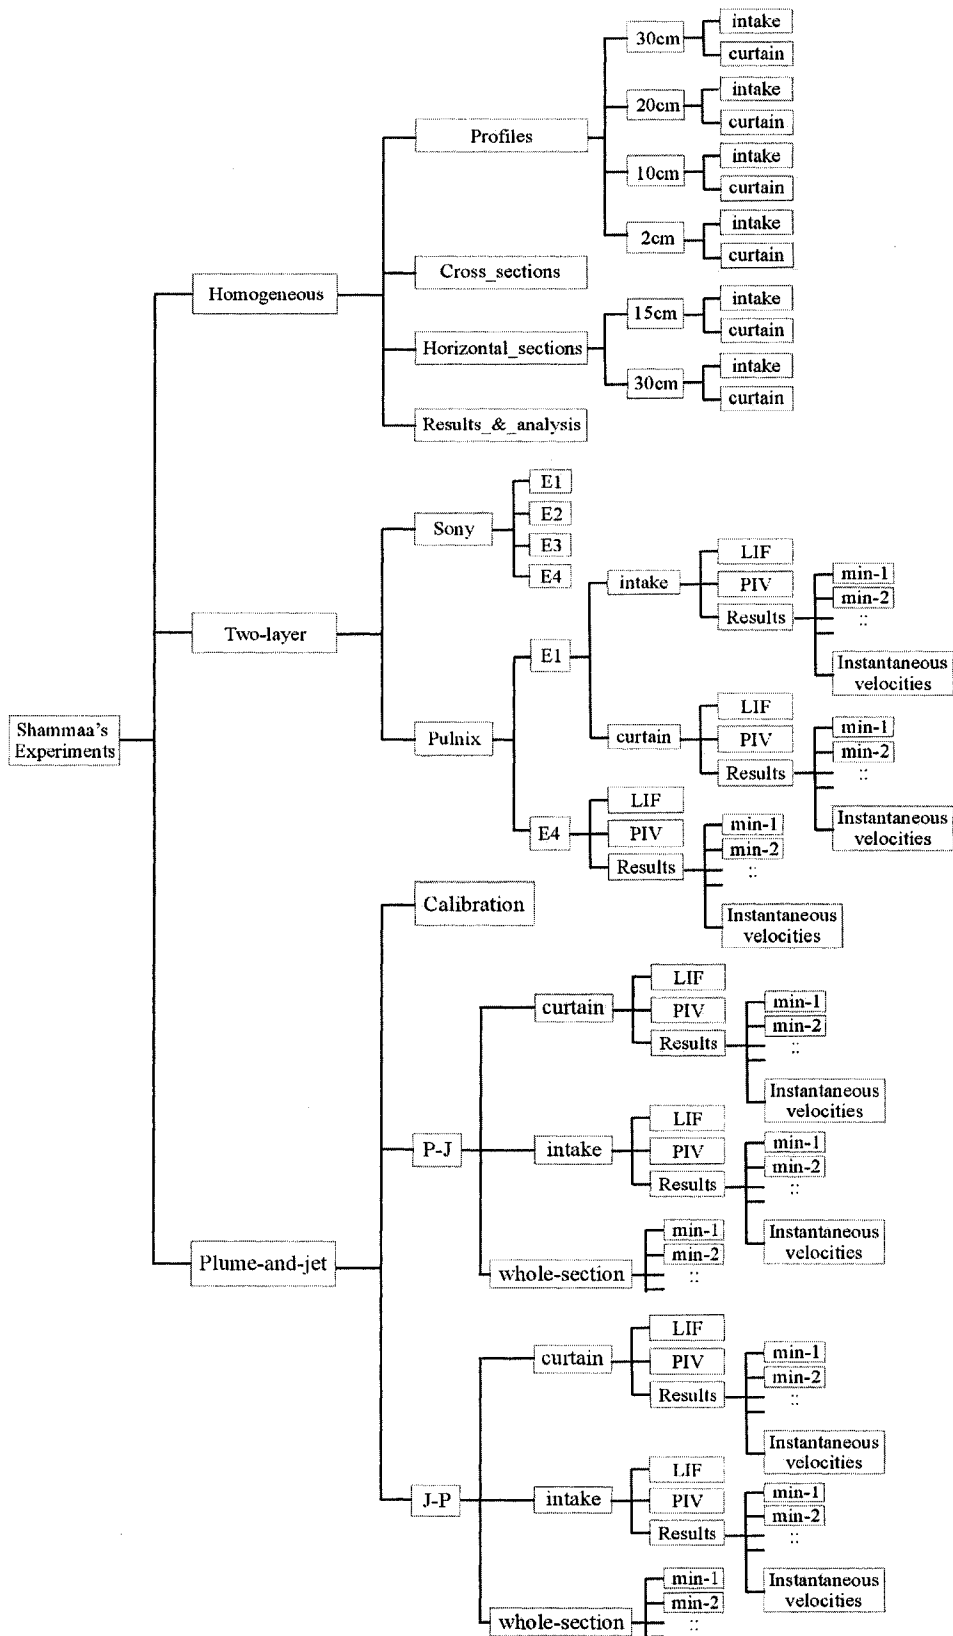 Shammaa's
Experiments
Homogeneous
Profiles
30cm
intake
curtain
20cm
intake
curtain
10cm
intake
curtain
2cm
intake
curtain
Cross_sections
Horizontal_sections
15cm
intake
curtain
30cm
intake
curtain
Results_&_analysis
Two-layer
Sony
E1
E2
E3
E4
Pulnix
E1
intake
LIF
PIV
Results
min-1
min-2
::
Instantaneous
velocities
curtain
LIF
PIV
Results
min-1
min-2
::
Instantaneous
velocities
E4
LIF
PIV
Results
min-1
min-2
::
Instantaneous
velocities
Plume-and-jet
Calibration
P-J
curtain
LIF
PIV
Results
min-1
min-2
::
Instantaneous
velocities
intake
LIF
PIV
Results
min-1
min-2
::
Instantaneous
velocities
whole-section
min-1
min-2
::
J-P
curtain
LIF
PIV
Results
min-1
min-2
::
Instantaneous
velocities
intake
LIF
PIV
Results
min-1
min-2
::
Instantaneous
velocities
whole-section
min-1
min-2
::